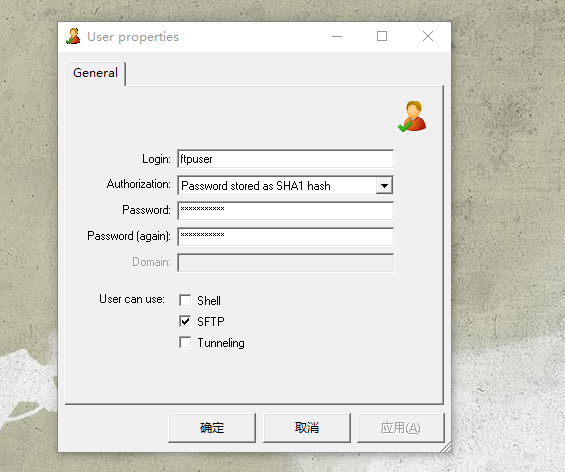 User properties
General
Login: ftpuser
Authorization: Password stored as SHA1 hash
Password: ***********
Password (again): ***********
Domain:
User can use: Shell
SFTP
Tunneling
确定 取消 应用(A)